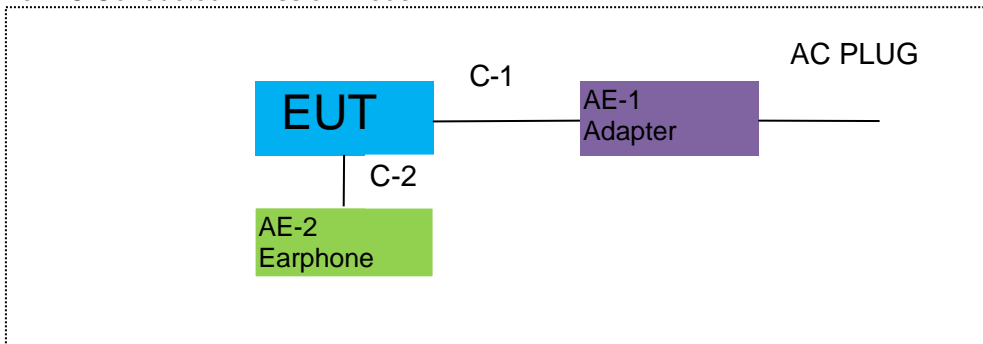 AC PLUG
C-1
EUT
AE-1
Adapter
C-2
AE-2
Earphone